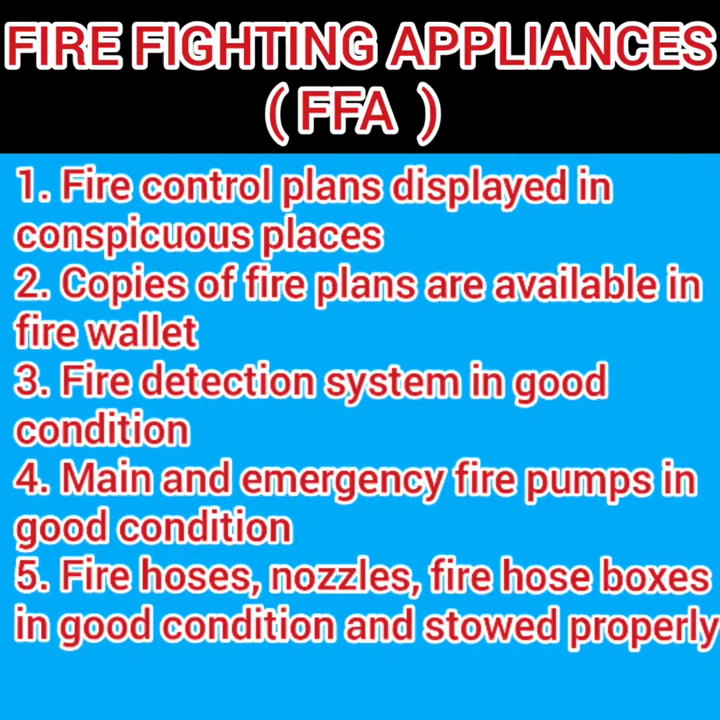 FIRE FIGHTING APPLIANCES
( FFA )
1. Fire control plans displayed in
conspicuous places
2. Copies of fire plans are available in
fire wallet
3. Fire detection system in good
condition
4. Main and emergency fire pumps in
good condition
5. Fire hoses, nozzles, fire hose boxes
in good condition and stowed properly